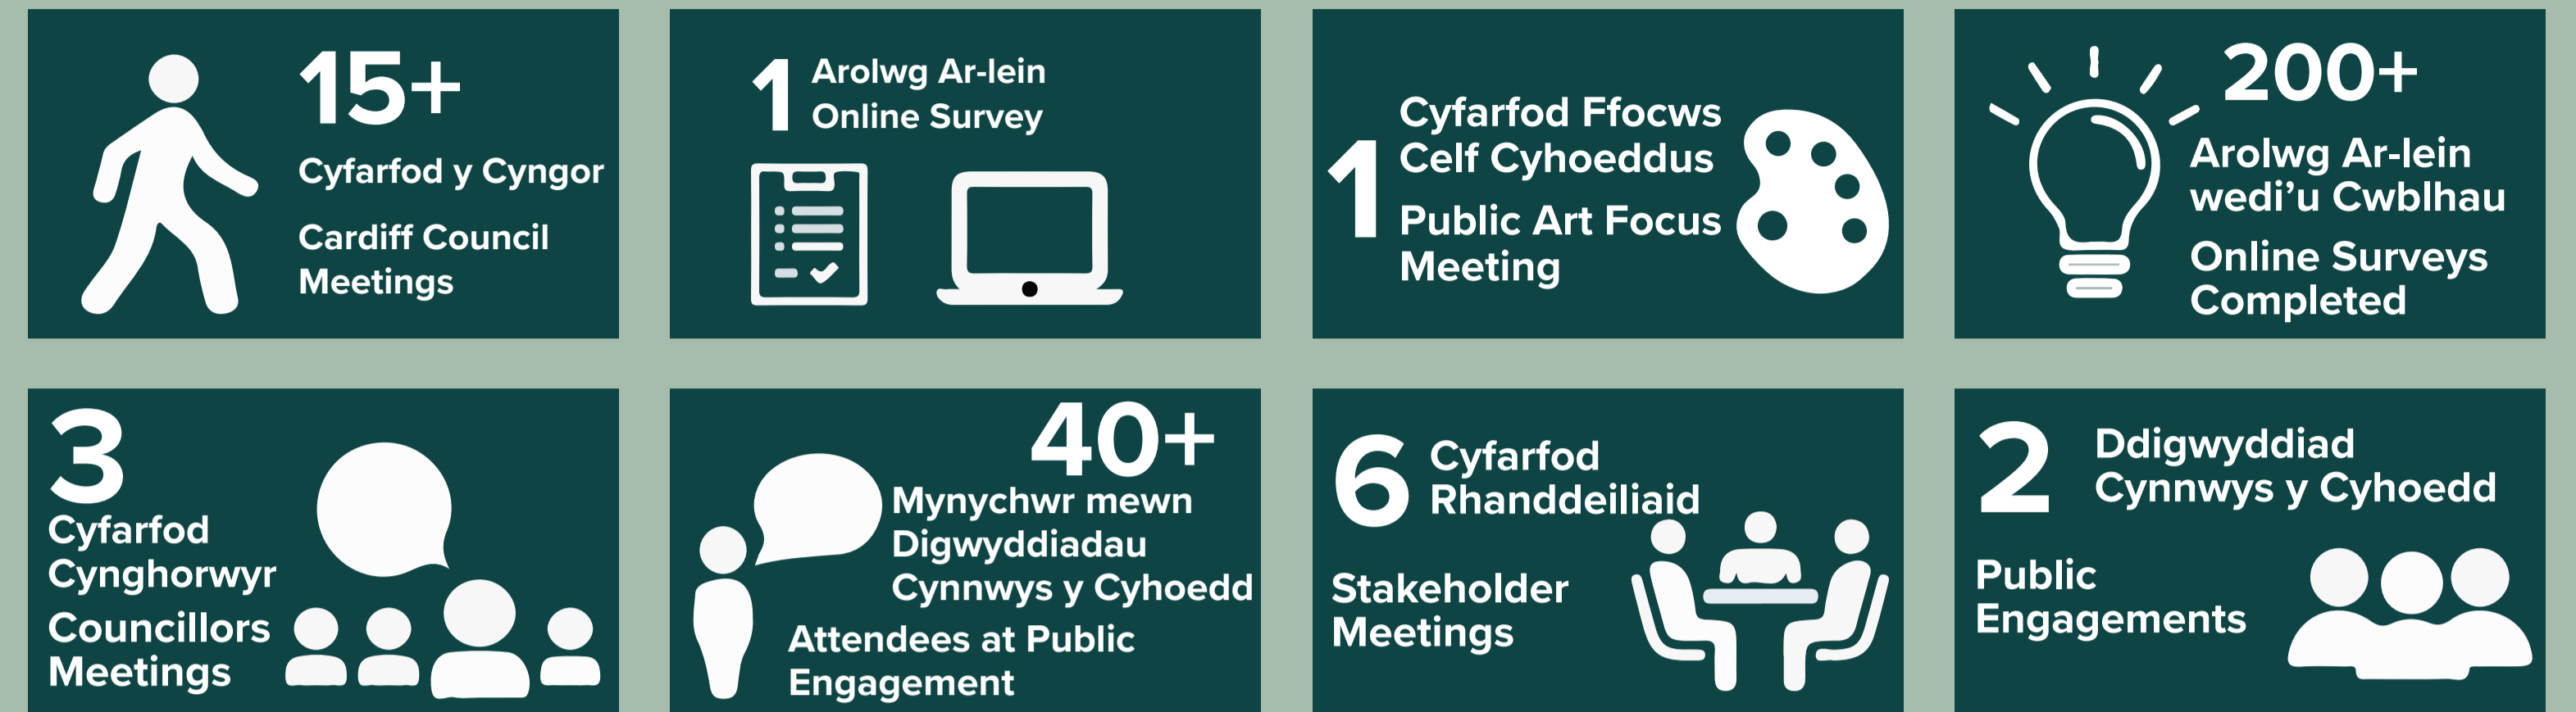 15+
Cyfarfod y Cyngor
Cardiff Council
Meetings
1
Arolwg Ar-lein
Online Survey
1
Cyfarfod Ffocws
Celf Cyhoeddus
Public Art Focus
Meeting
200+
Arolwg Ar-lein
wedi’u Cwblhau
Online Surveys
Completed
3
Cyfarfod
Cynghorwyr
Councillors
Meetings
40+
Mynychwr mewn
Digwyddiadau
Cynnwys y Cyhoedd
Attendees at Public
Engagement
6
Cyfarfod
Rhanddeiliaid
Stakeholder
Meetings
2
Ddigwyddiad
Cynnwys y Cyhoedd
Public
Engagements